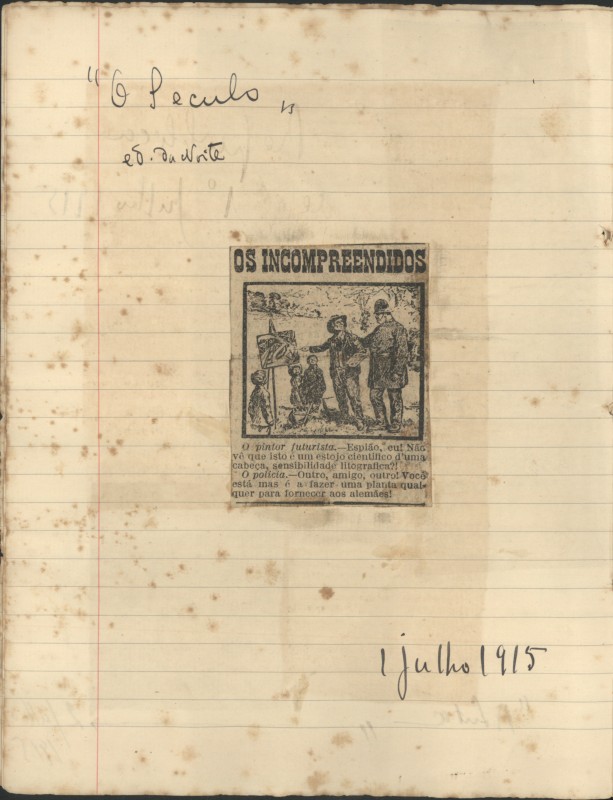 "O Seculo"
ed. da Noite
OS INCOMPREENDIDOS
O pintor futurista.—Espião, eu! Não
vê que isto é um estojo cientifico d'uma
cabeça, sensibilidade litografica?!
O policia.—Outro, amigo, outro! Você
está mas é a fazer uma planta qual-
quer para fornecer aos alemães!
1 julho 1915